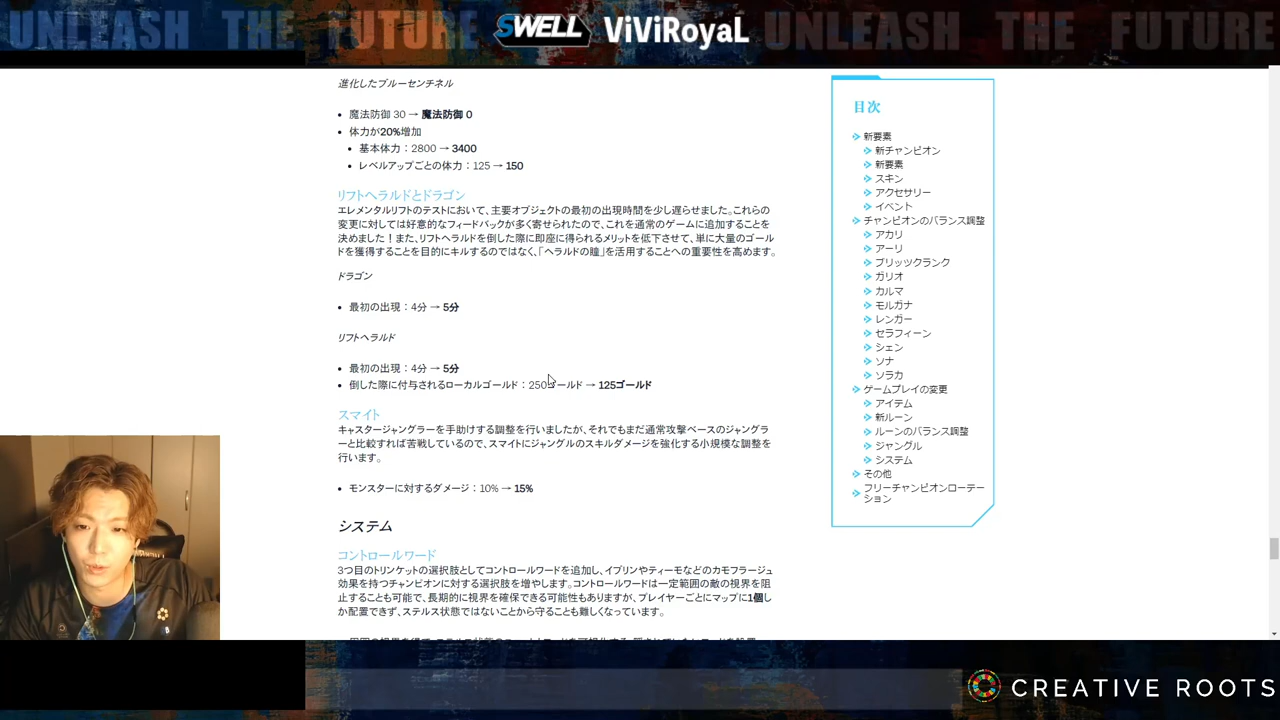 UNLEASH THE FUTURE SWELL ViViRoyaL UNLEASH THE FUTU
進化したブルーセンチネル
魔法防御 30 → 魔法防御 0
体力が20%増加
基本体力：2800 → 3400
レベルアップごとの体力：125 → 150
リフトヘラルドとドラゴン
エレメンタルリフトのテストにおいて、主要オブジェクトの最初の出現時間を少し遅らせました。これらの
変更に対しては好意的なフィードバックが多く寄せられたので、これを通常のゲームに追加することを
決めました！また、リフトヘラルドを倒した際に即座に得られるメリットを低下させて、単に大量のゴール
ドを獲得することを目的にキルするのではなく、「ヘラルドの瞳」を活用することへの重要性を高めます。
ドラゴン
最初の出現：4分 → 5分
リフトヘラルド
最初の出現：4分 → 5分
倒した際に付与されるローカルゴールド：250ゴールド → 125ゴールド
スマイト
キャスタージャングラーを手助けする調整を行いましたが、それでもまだ通常攻撃ベースのジャングラ
ーと比較すれば苦戦しているので、スマイトにジャングルのスキルダメージを強化する小規模な調整を
行います。
モンスターに対するダメージ：10% → 15%
システム
コントロールワード
3つ目のトリンケットの選択肢としてコントロールワードを追加し、イブリンやティーモなどのカモフラージュ
効果を持つチャンピオンに対する選択肢を増やします。コントロールワードは一定範囲の敵の視界を阻
止することも可能で、長期的に視界を確保できる可能性もありますが、プレイヤーごとにマップに1個し
か配置できず、ステルス状態ではないことから守ることも難しくなっています。
目次
新要素
新チャンピオン
新要素
スキン
アクセサリー
イベント
チャンピオンのバランス調整
アカリ
アーリ
ブリッツクランク
ガリオ
カルマ
モルガナ
レンガー
セラフィーン
シェン
ソナ
ソラカ
ゲームプレイの変更
アイテム
新ルーン
ルーンのバランス調整
ジャングル
システム
その他
フリーチャンピオンローテー
ション
CREATIVE ROOTS